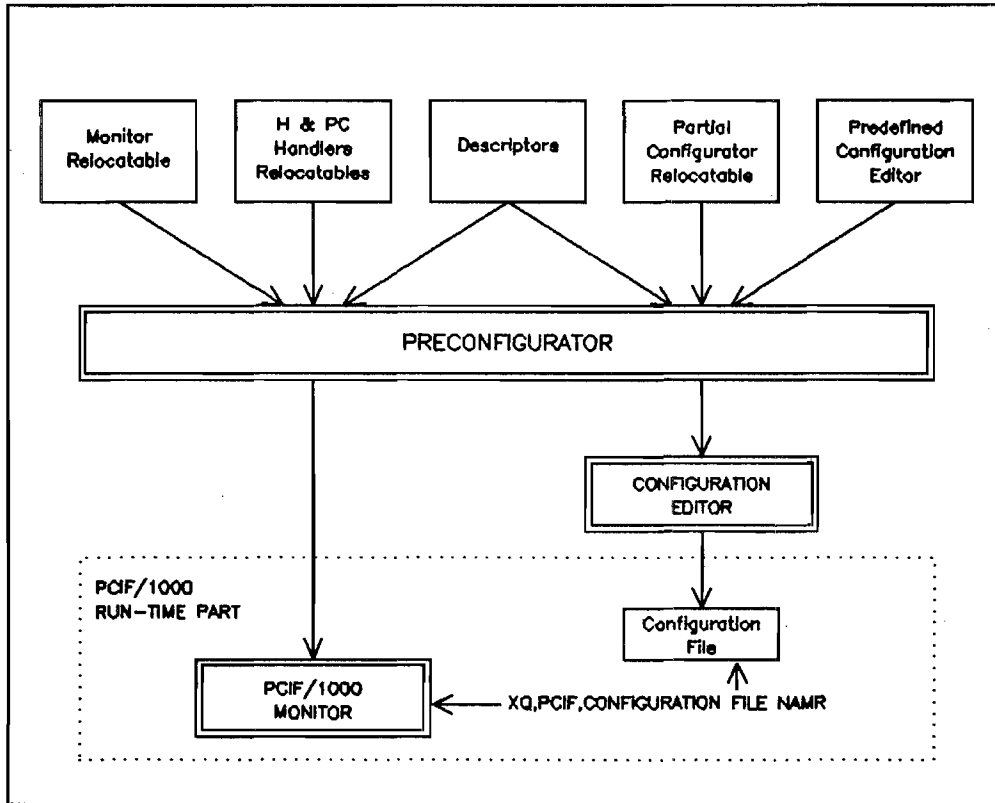 Monitor
Relocatable
H & PC
Handlers
Relocatables
Descriptors
Partial
Configurator
Relocatable
Predefined
Configuration
Editor
PRECONFIGURATOR
CONFIGURATION
EDITOR
PCIF/1000
RUN-TIME PART
Configuration
File
PCIF/1000
MONITOR
XQ,PCIF,CONFIGURATION FILE NAMR